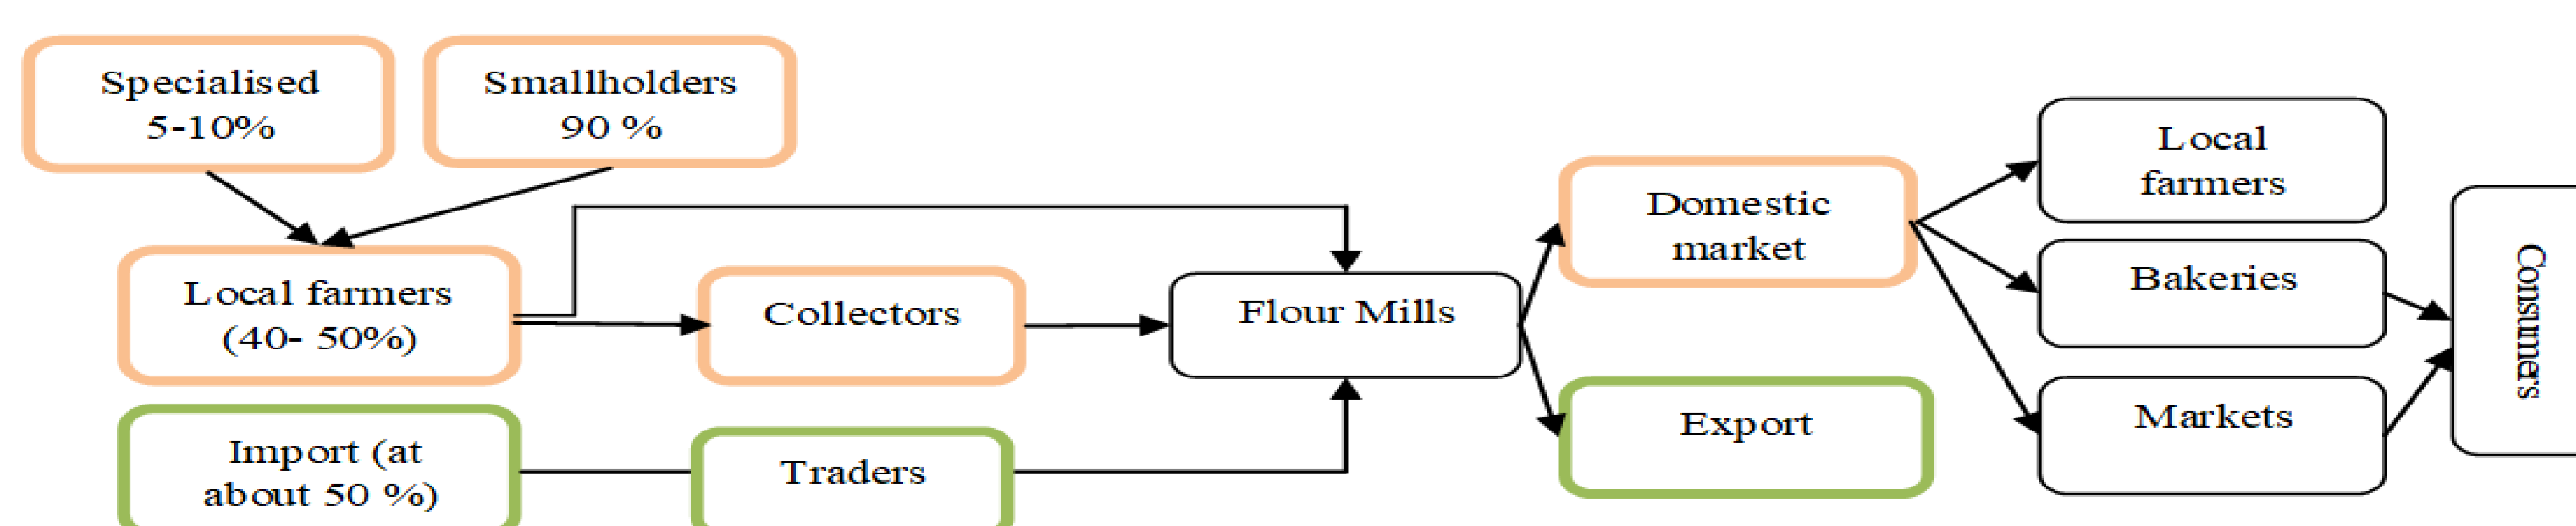 Specialised
5-10%
Smallholders
90 %
Local farmers
(40- 50%)
Collectors
Flour Mills
Domestic
market
Local
farmers
Bakeries
Markets
Consumers
Export
Import (at
about 50 %)
Traders